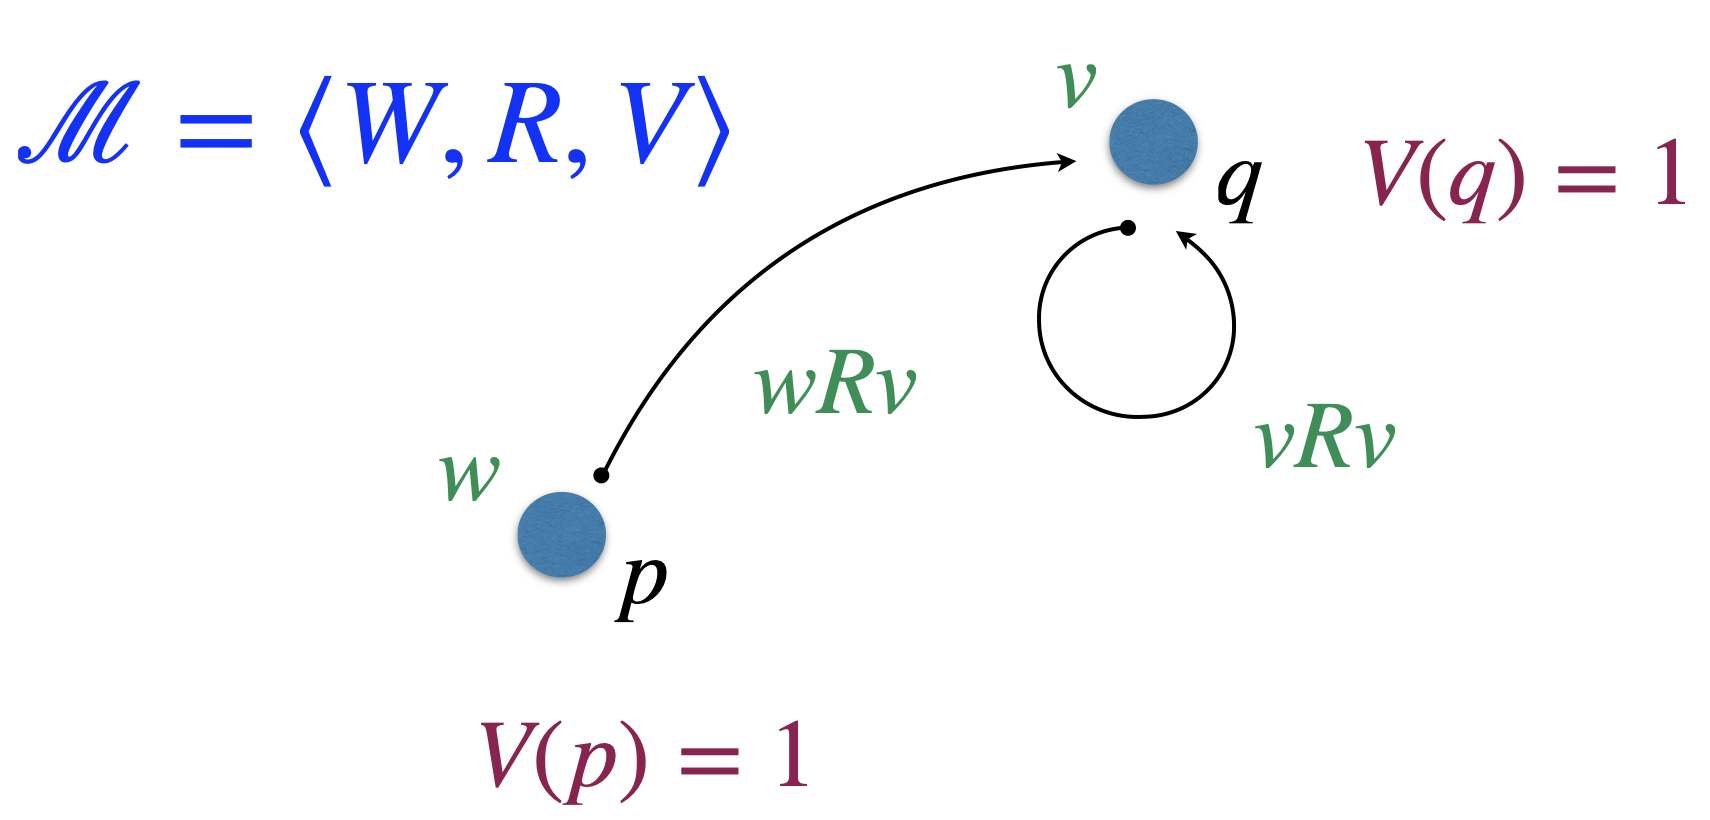 ℳ = ⟨W, R, V⟩
v
q
V(q) = 1
wRv
vRv
w
p
V(p) = 1